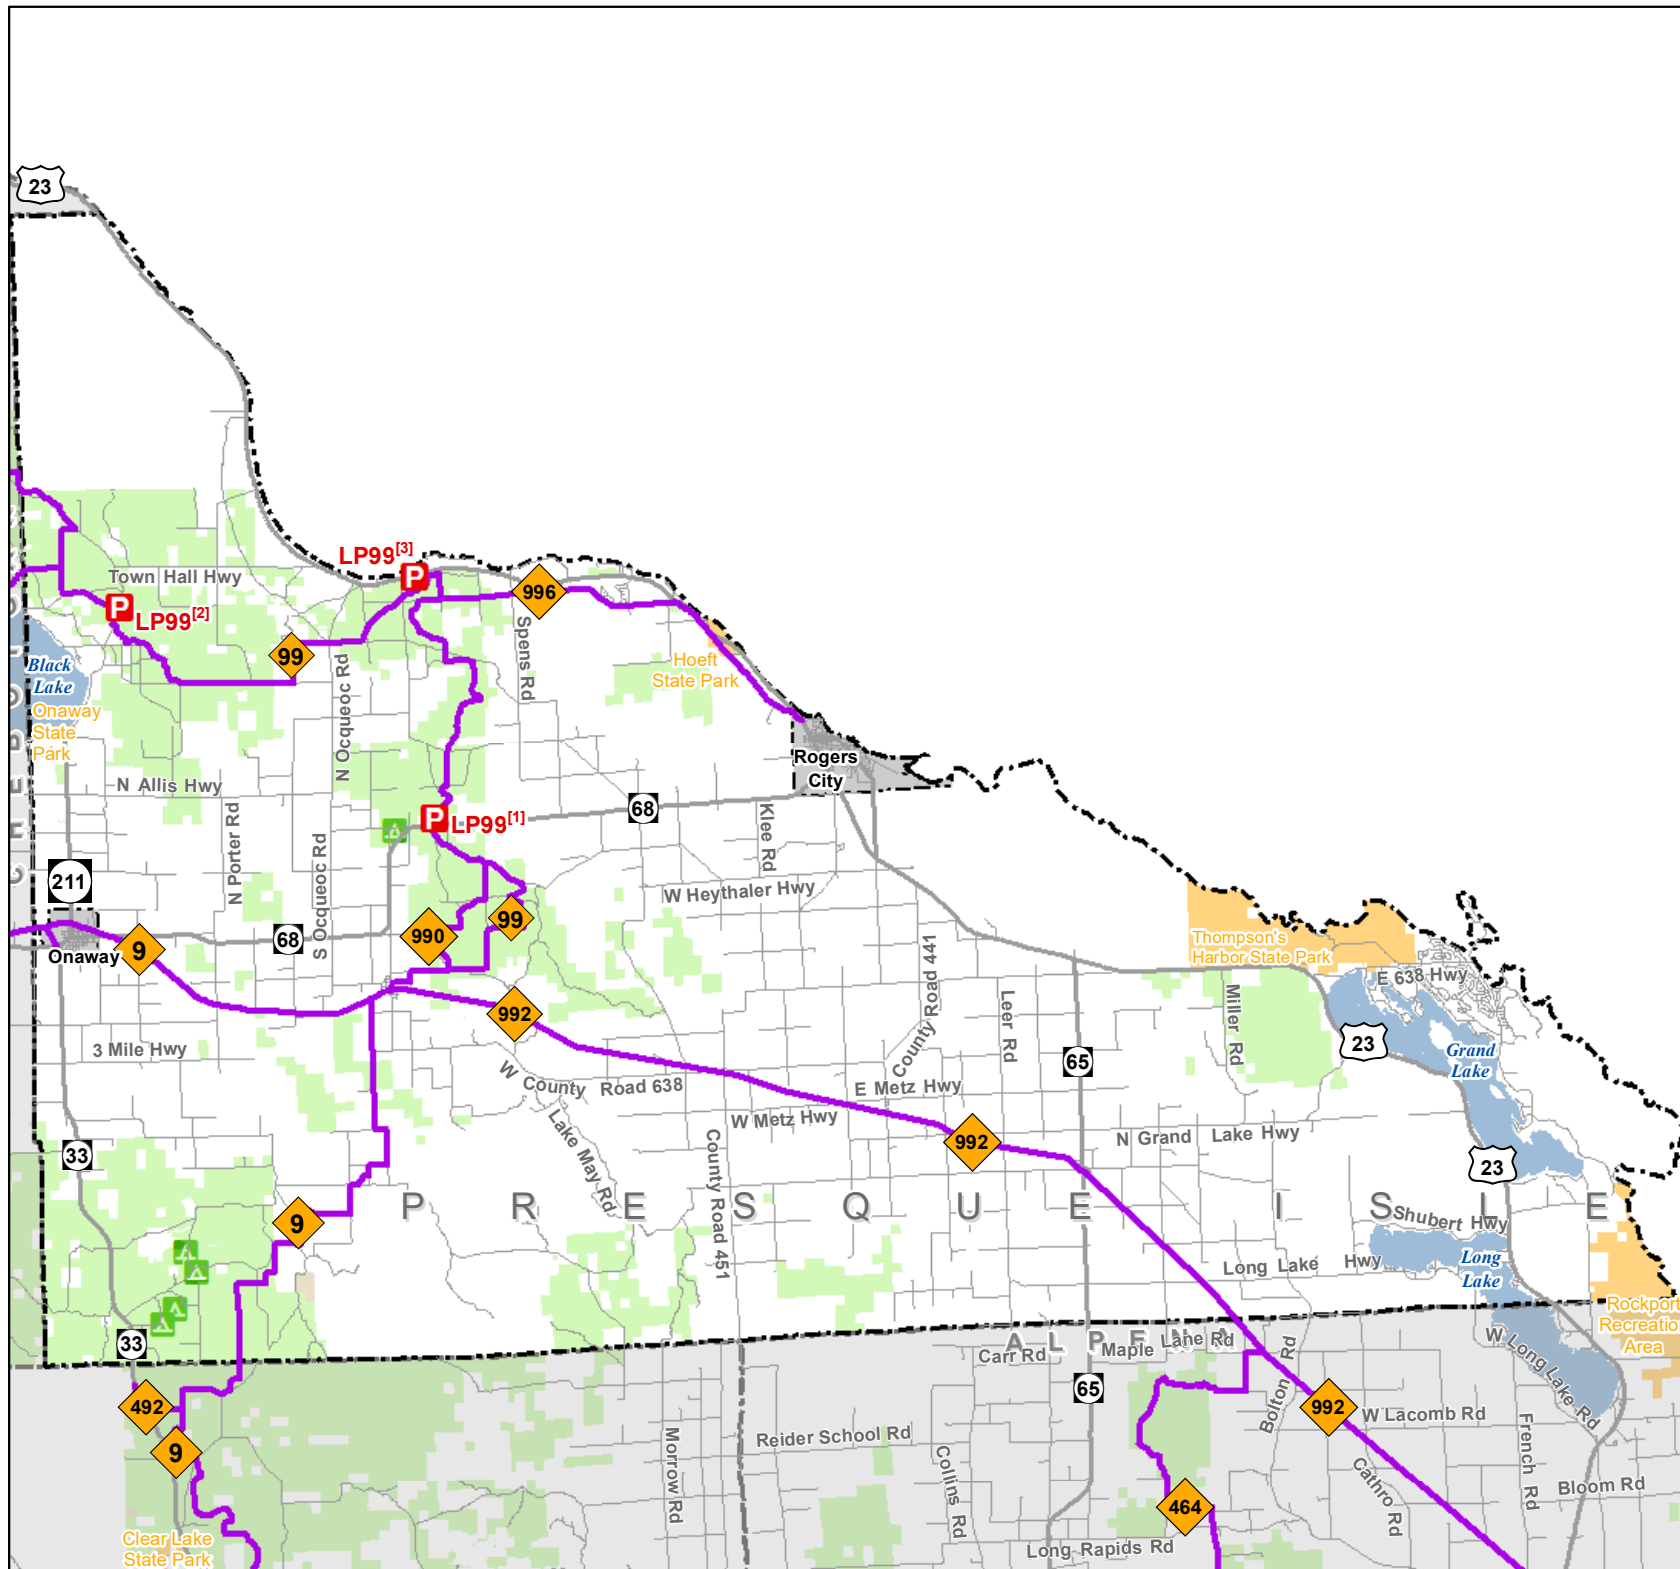 23
LP99[3]
P
996
Town Hall Hwy
P
LP99[2]
99
Spens Rd
Black
Lake
Hoeft
State Park
N Ocqueoc Rd
Onaway
State
Park
Rogers
City
N Allis Hwy
68
P
LP99[1]
N Porter Rd
Klee Rd
S Ocqueoc Rd
211
W Heythaler Hwy
CHEBOYGAN
9
68
990
99
Onaway
Thompson's
Harbor State Park
County Road 441
E 638 Hwy
Leer Rd
Miller Rd
992
23
3 Mile Hwy
65
Grand
Lake
W County Road 638
E Metz Hwy
W Metz Hwy
Lake May Rd
992
N Grand Lake Hwy
33
County Road 451
23
9
PRESQUE ISLE
Shubert Hwy
Long Lake Hwy
Long
Lake
Rockport
Recreatio
Area
33
ALPENA
Maple Lane Rd
Carr Rd
Bolton Rd
W Long Lake Rd
65
492
992
W Lacomb Rd
9
Reider School Rd
Morrow Rd
Collins Rd
Cathro Rd
French Rd
Bloom Rd
464
Clear Lake
State Park
Long Rapids Rd